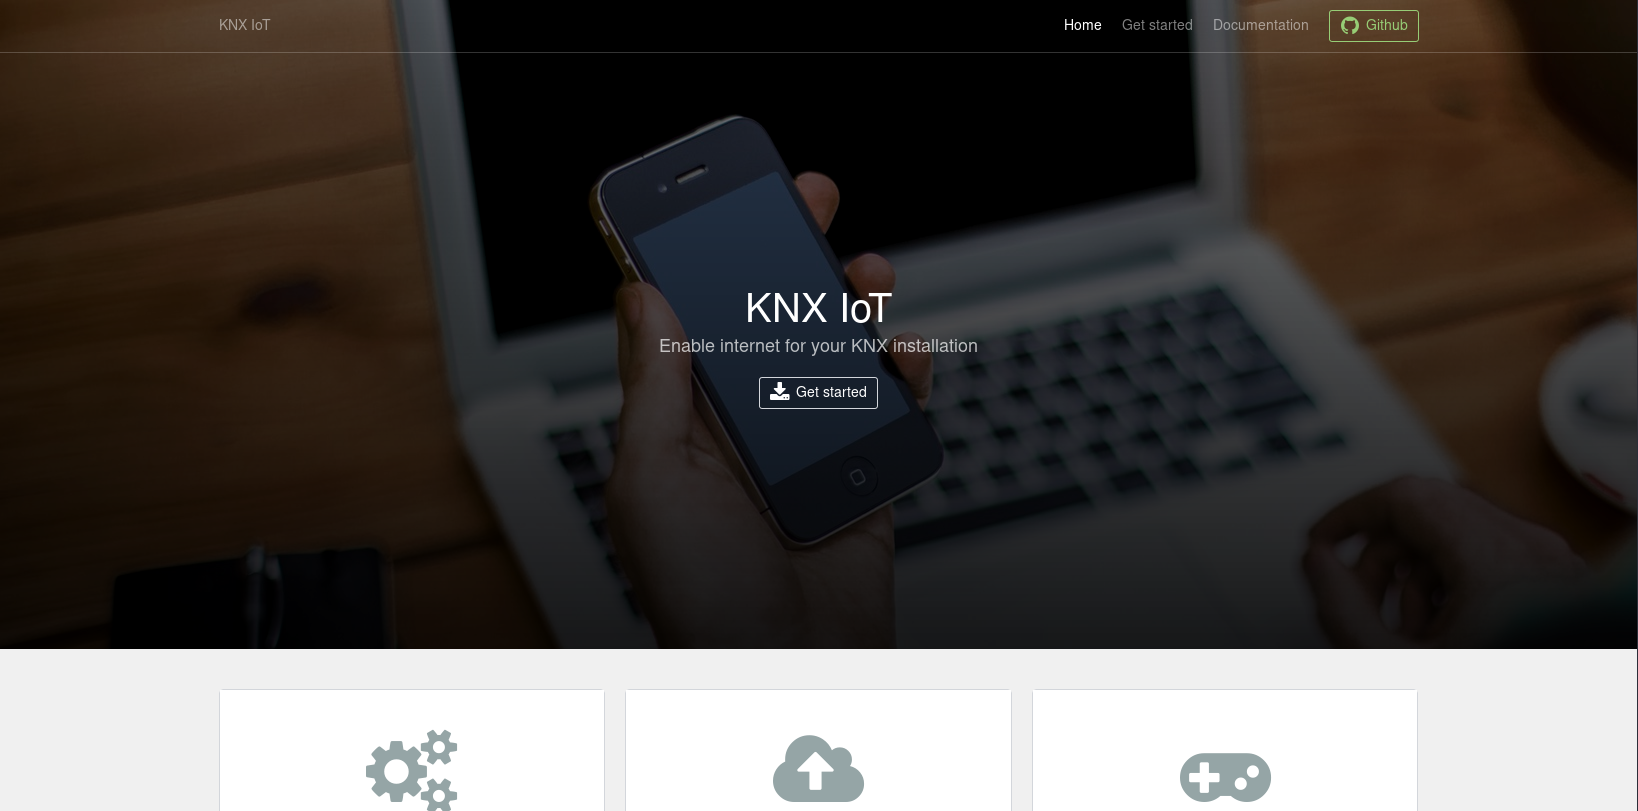 KNX IoT
Home Get started Documentation Github
KNX IoT
Enable internet for your KNX installation
Get started